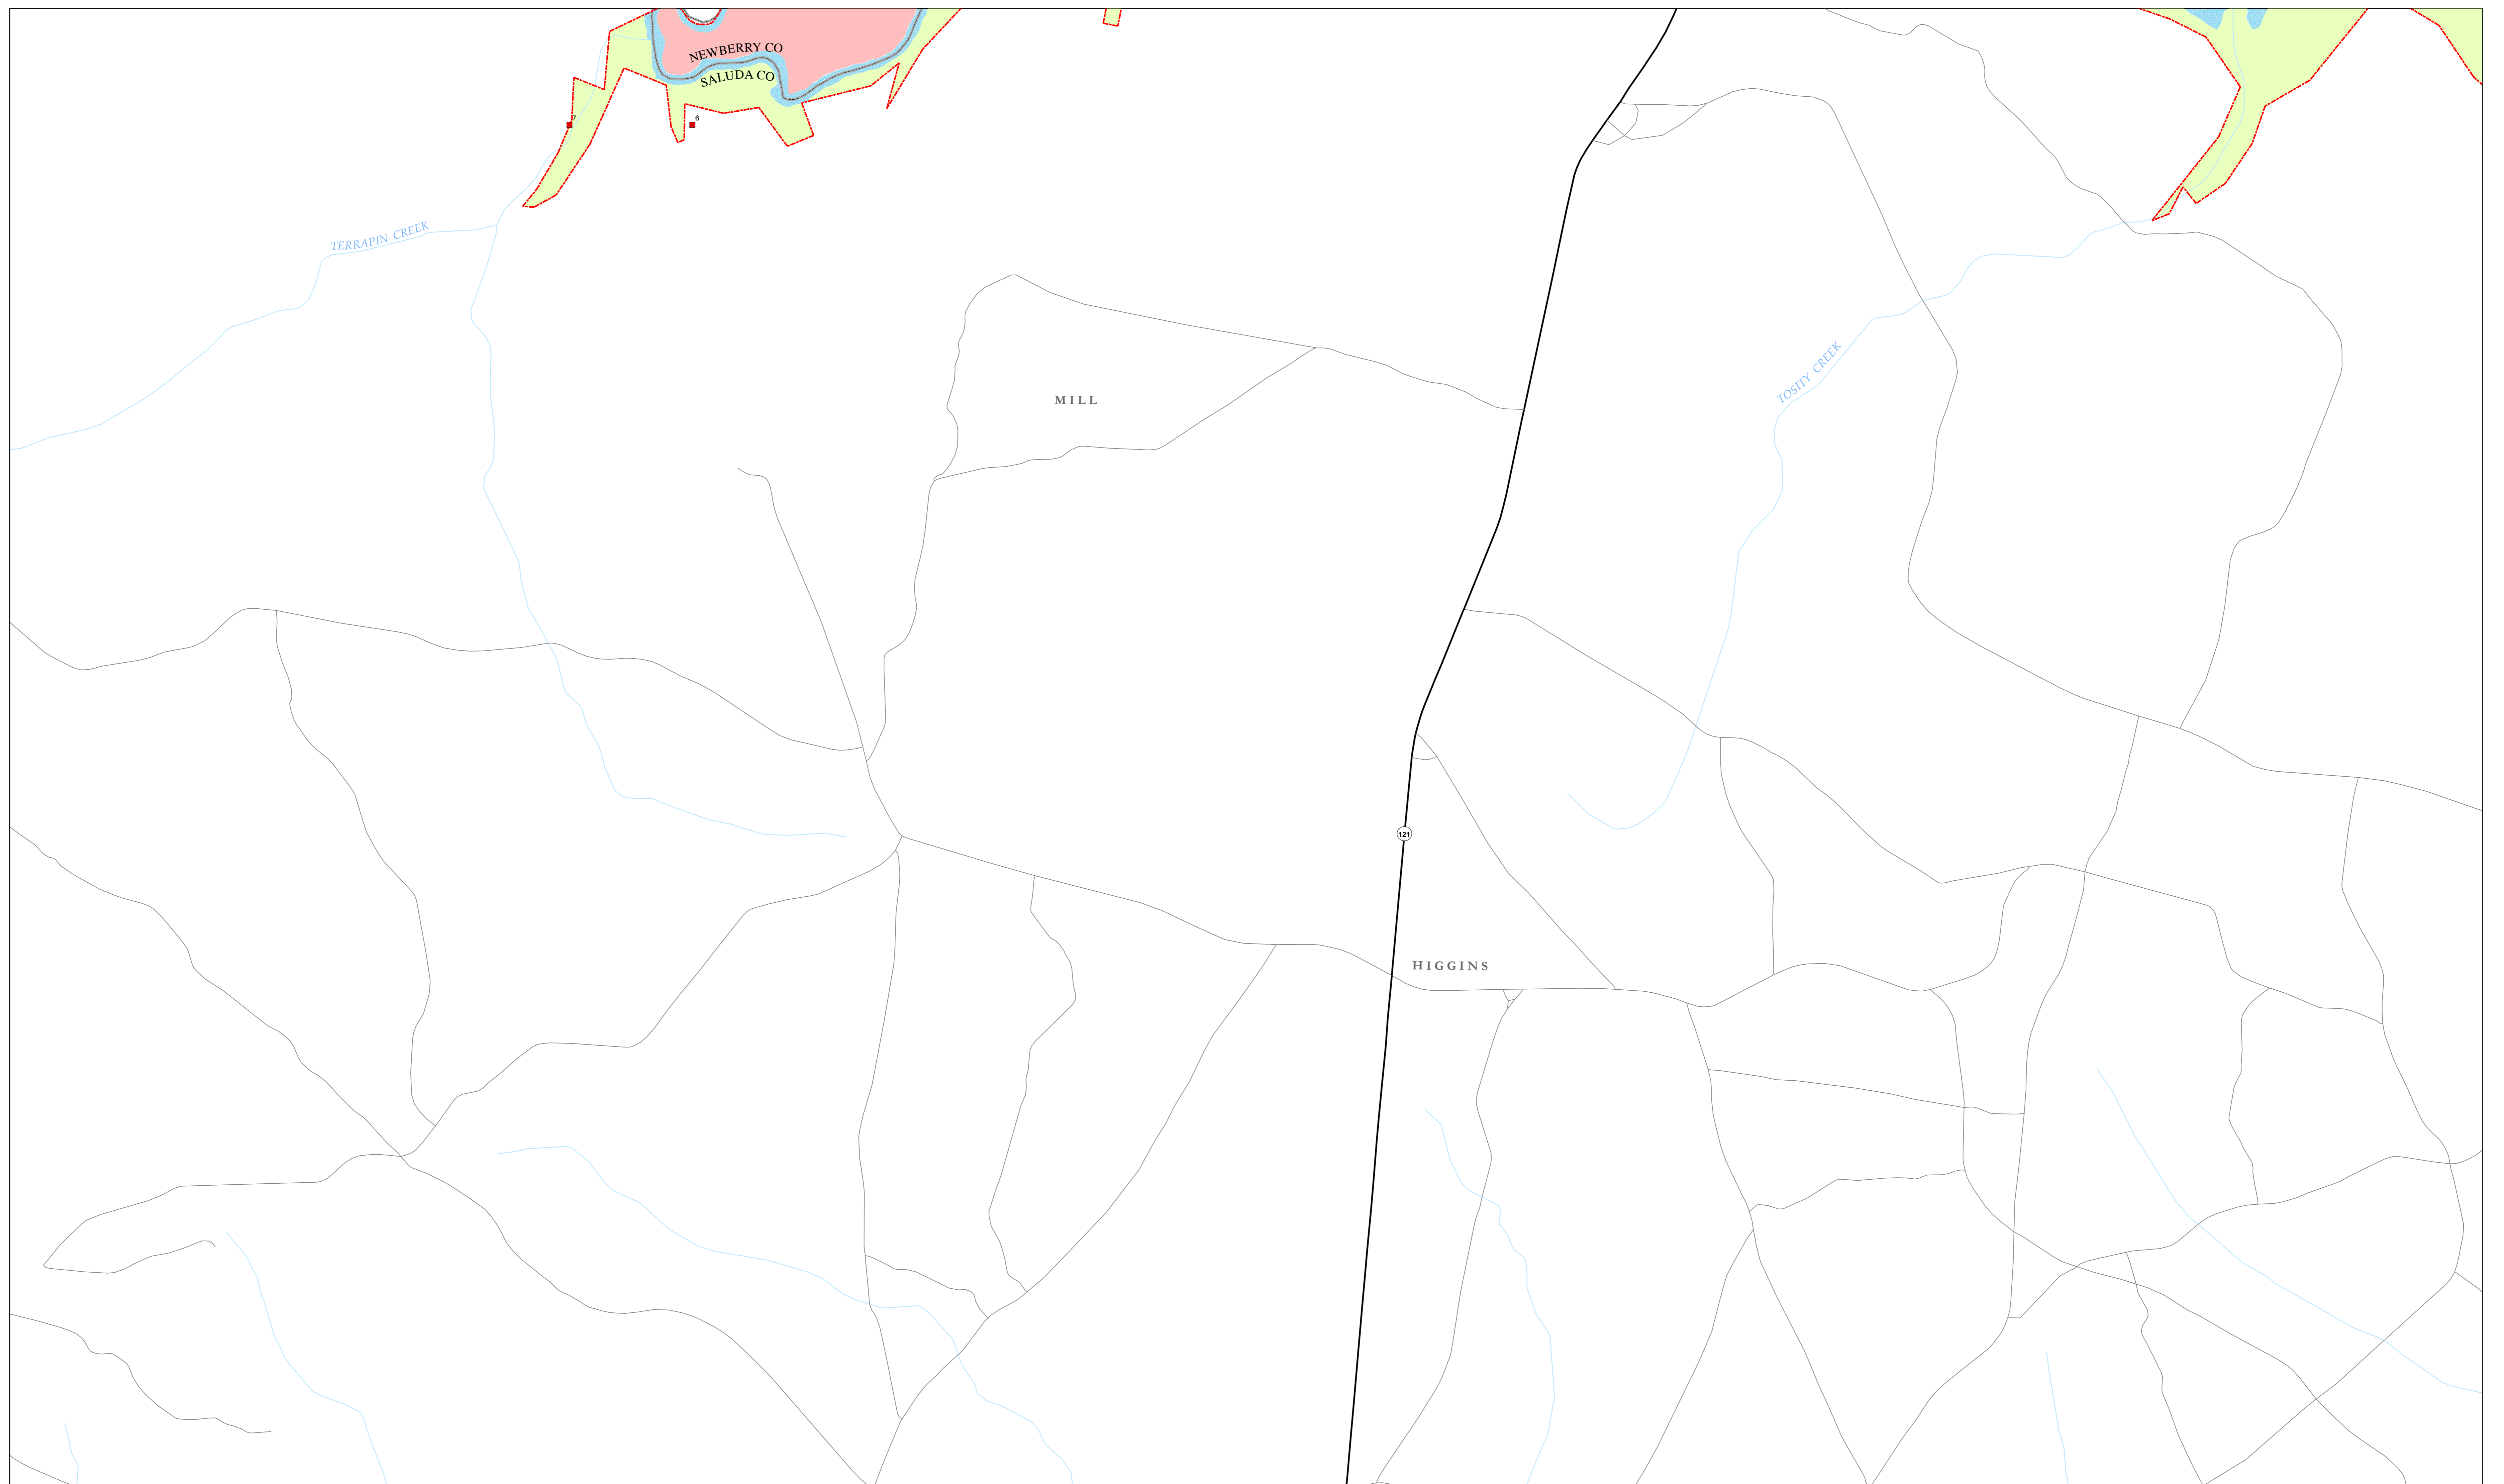 NEWBERRY CO
SALUDA CO
7
6
TERRAPIN CREEK
TOSITY CREEK
MILL
121
HIGGINS